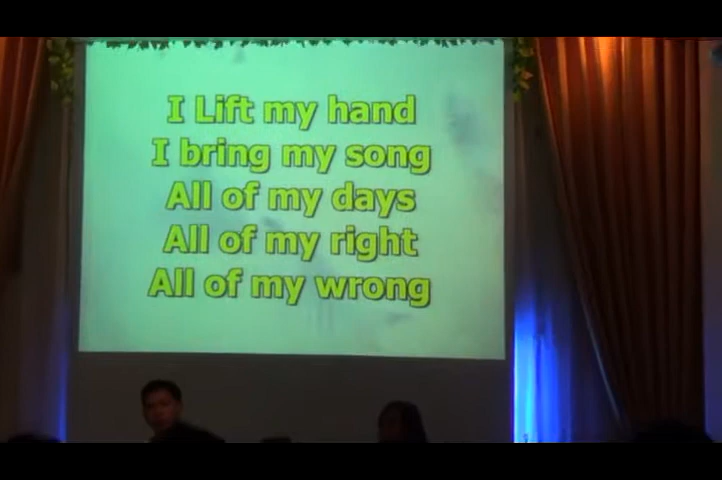 I Lift my hand
I bring my song
All of my days
All of my right
All of my wrong